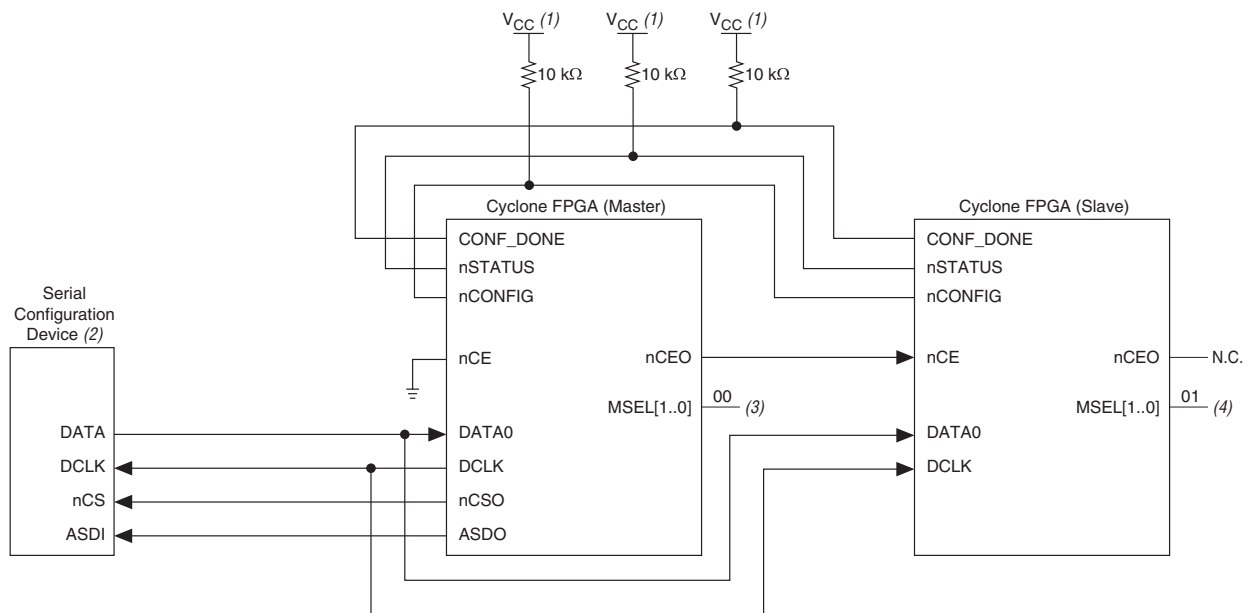 VCC (1)
VCC (1)
VCC (1)
10 kΩ
10 kΩ
10 kΩ
Cyclone FPGA (Master)
CONF_DONE
nSTATUS
nCONFIG
nCE
nCEO
MSEL[1..0]
00
(3)
DATA0
DCLK
nCSO
ASDO
Cyclone FPGA (Slave)
CONF_DONE
nSTATUS
nCONFIG
nCE
nCEO
N.C.
MSEL[1..0]
01
(4)
DATA0
DCLK
Serial
Configuration
Device (2)
DATA
DCLK
nCS
ASDI